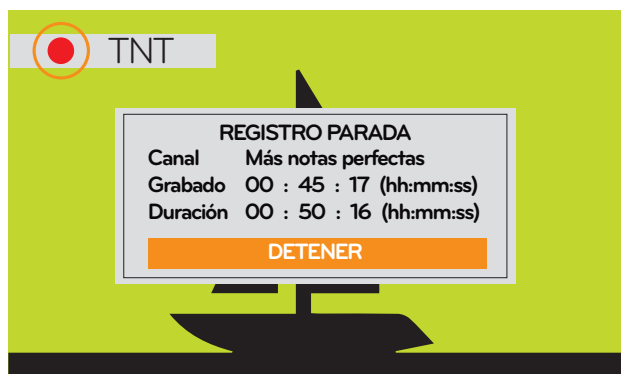 TNT
REGISTRO PARADA
Canal Más notas perfectas
Grabado 00 : 45 : 17 (hh:mm:ss)
Duración 00 : 50 : 16 (hh:mm:ss)
DETENER